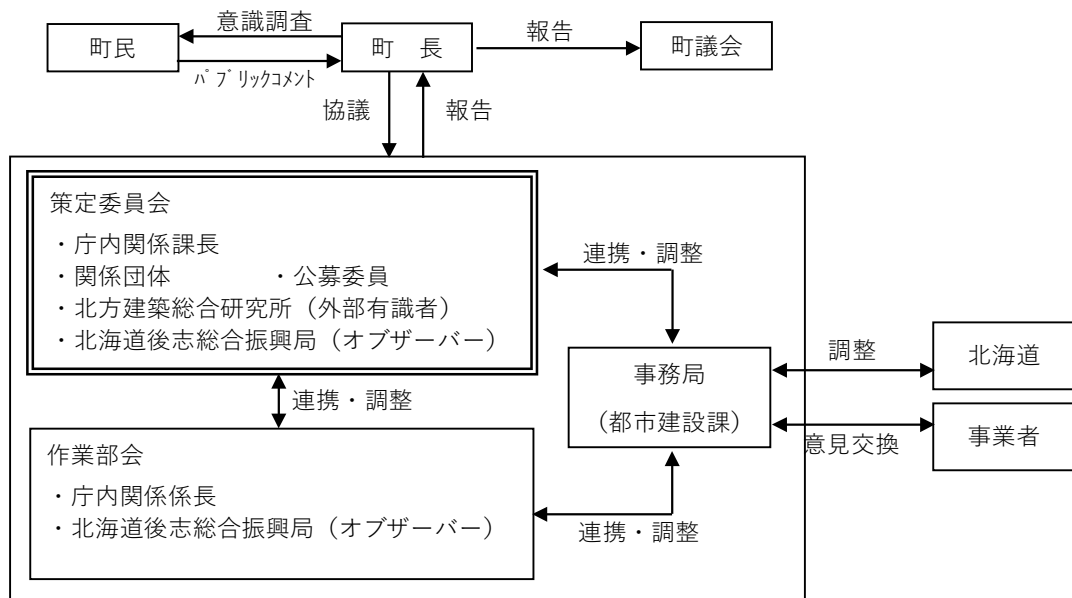 意識調査
町民
町　長
報告
町議会
ﾊﾟﾌﾞﾘｯｸｺﾒﾝﾄ
協議
報告
策定委員会
・庁内関係課長
・関係団体　　　・公募委員
・北方建築総合研究所（外部有識者）
・北海道後志総合振興局（オブザーバー）
連携・調整
事務局
（都市建設課）
調整
北海道
意見交換
事業者
連携・調整
作業部会
・庁内関係係長
・北海道後志総合振興局（オブザーバー）
連携・調整